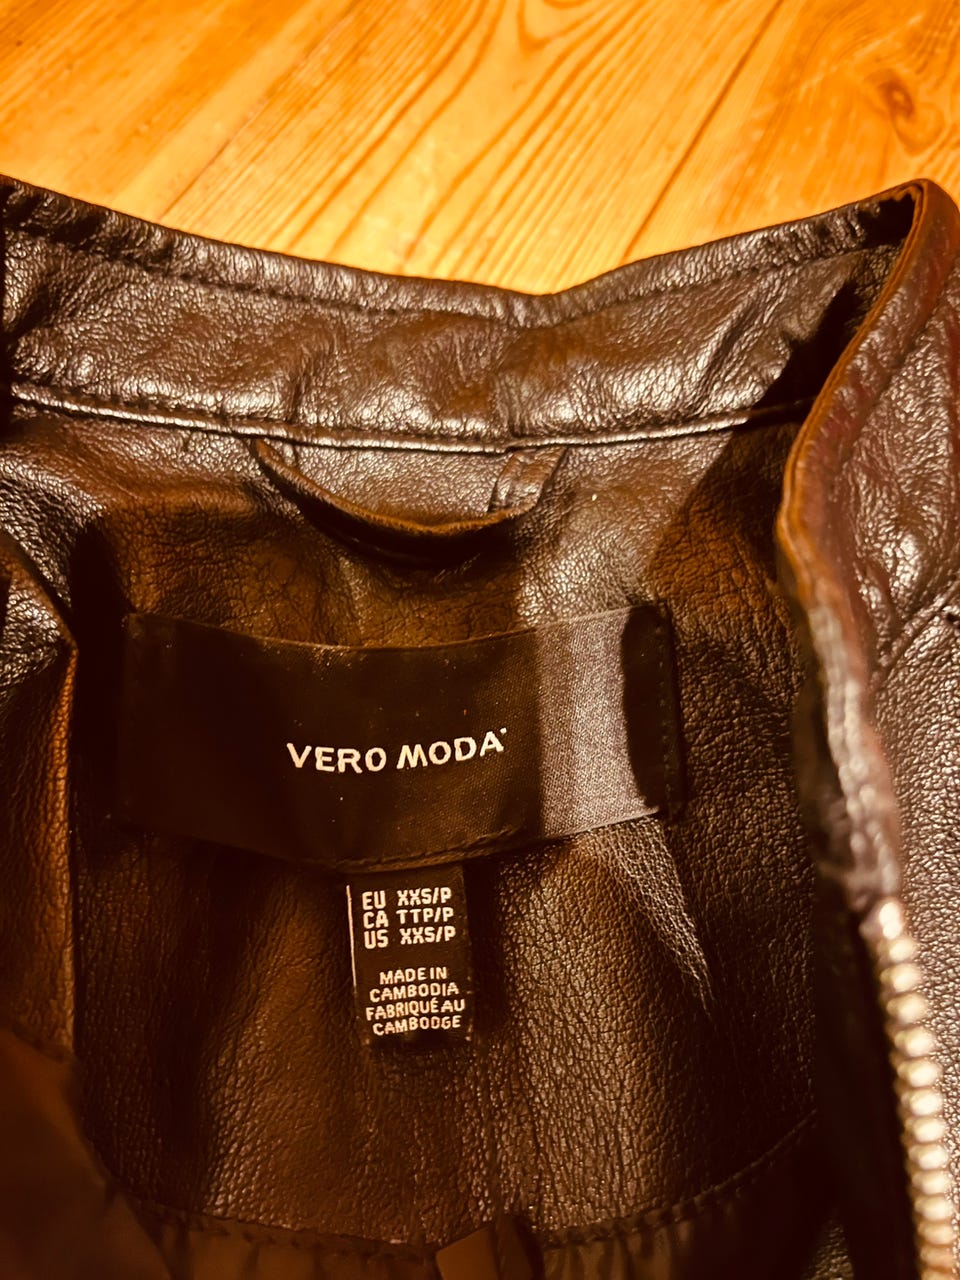 VERO MODA
EU XXS/P
CA TTP/P
US XXS/P
MADE IN
CAMBODIA
FABRIQUÉ AU
CAMBODGE